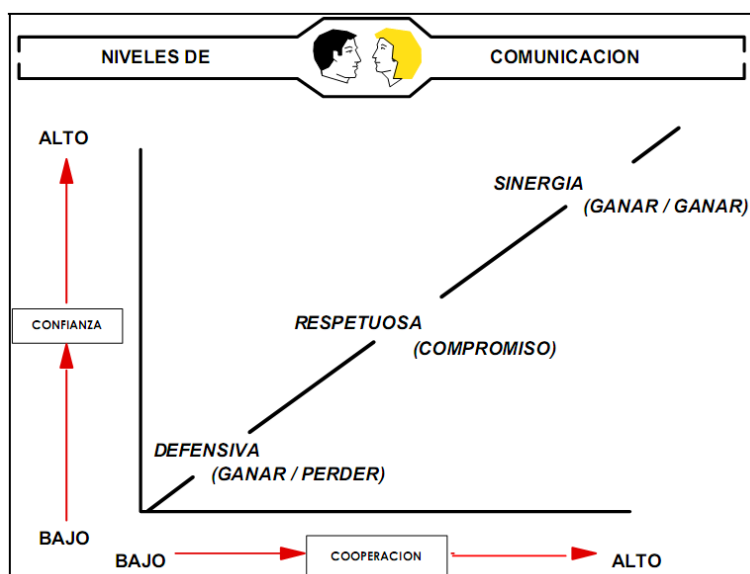 NIVELES DE COMUNICACION
ALTO
SINERGIA
(GANAR / GANAR)
CONFIANZA
RESPETUOSA
(COMPROMISO)
DEFENSIVA
(GANAR / PERDER)
BAJO
BAJO
COOPERACION
ALTO